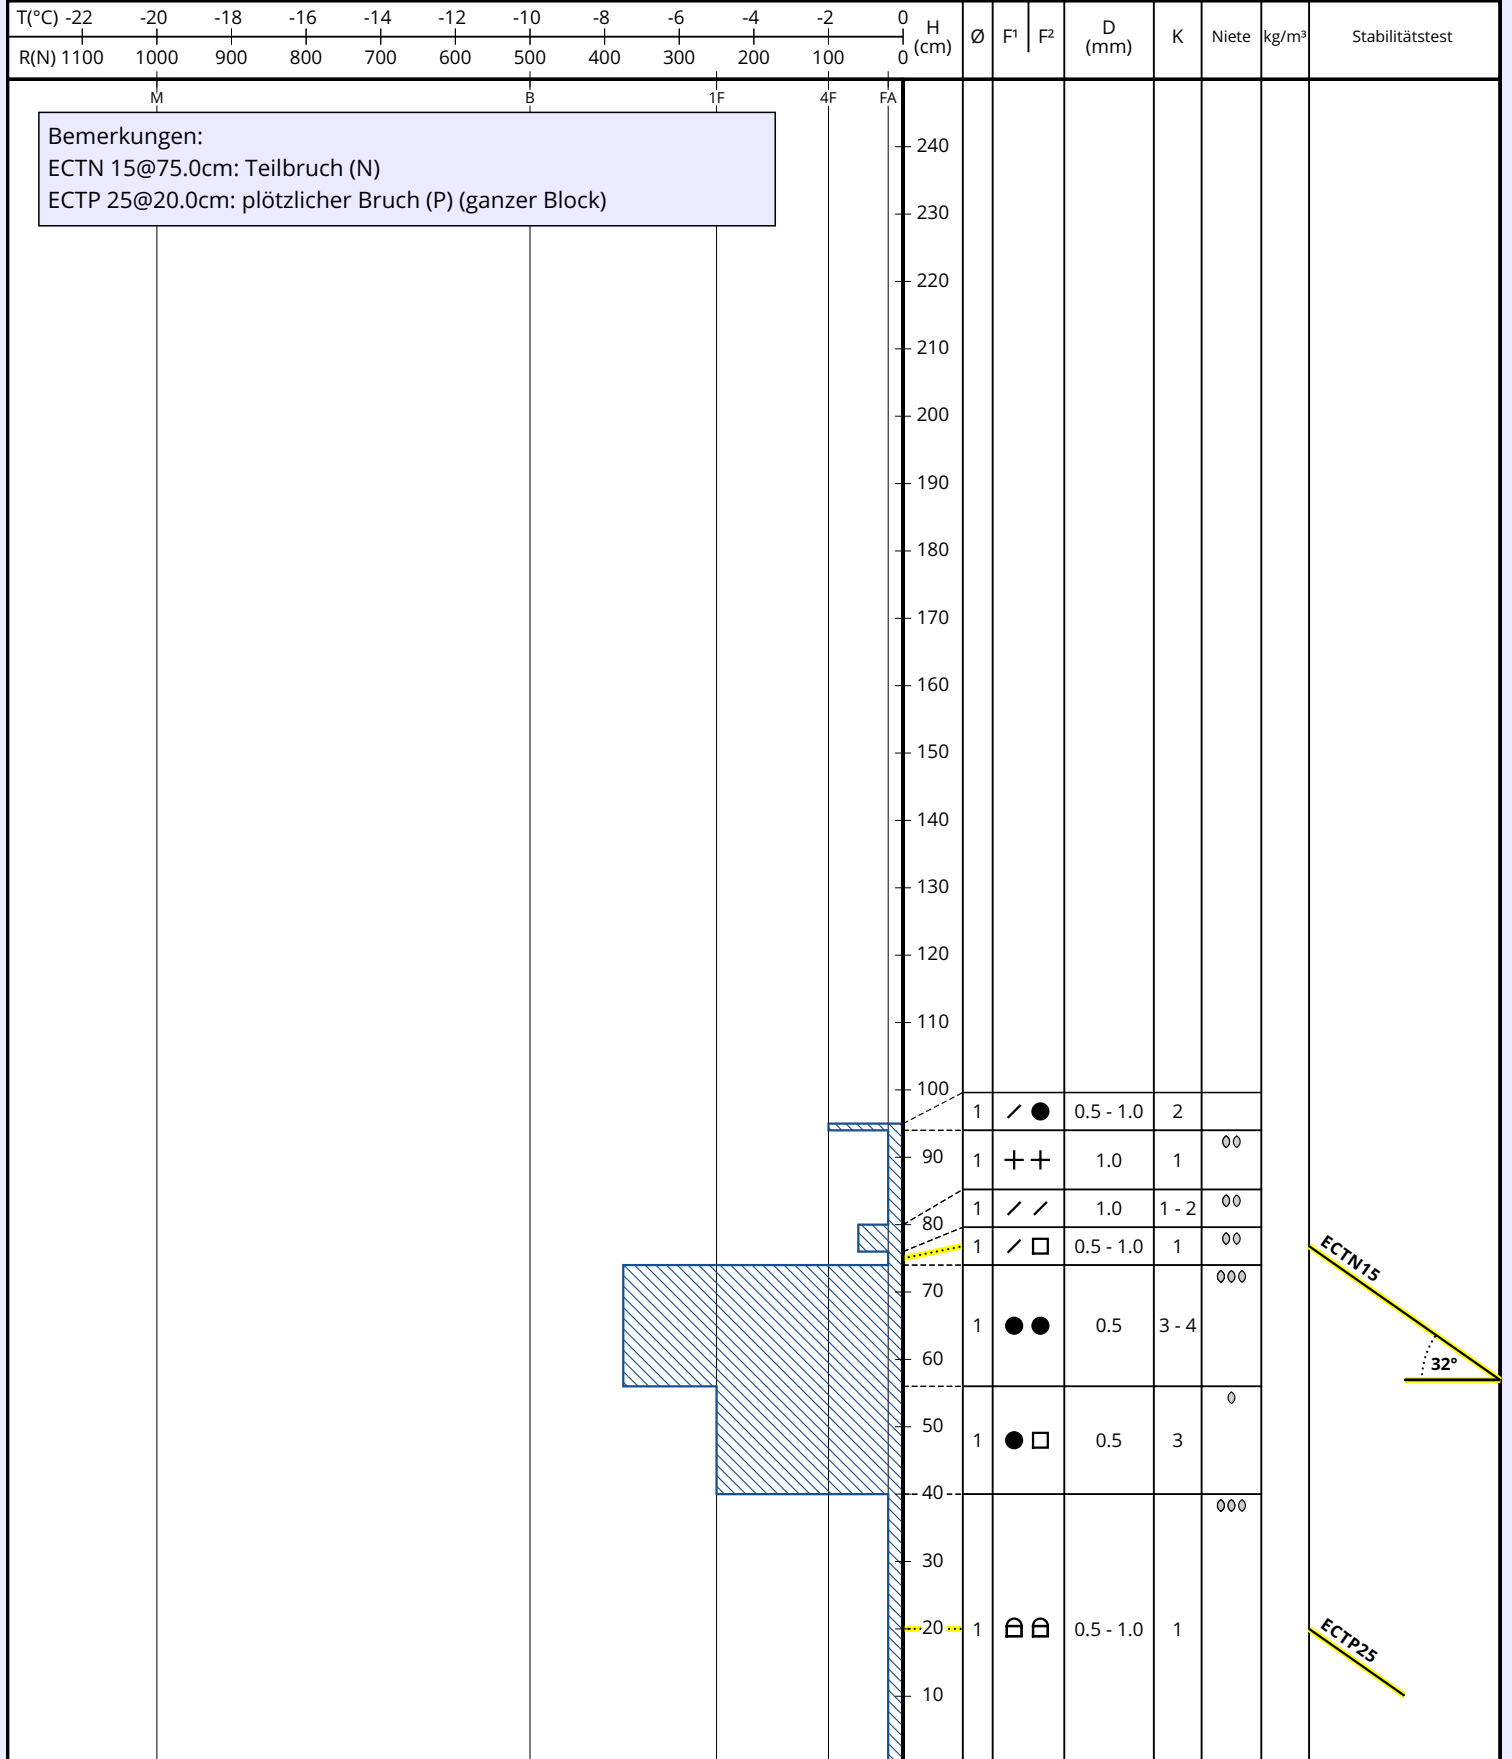 T(°C) -22 -20 -18 -16 -14 -12 -10 -8 -6 -4 -2 0
R(N) 1100 1000 900 800 700 600 500 400 300 200 100 0
H (cm) Ø F¹ F² D (mm) K Niete kg/m³ Stabilitätstest
M B 1F 4F FA
Bemerkungen:
ECTN 15@75.0cm: Teilbruch (N)
ECTP 25@20.0cm: plötzlicher Bruch (P) (ganzer Block)
240
230
220
210
200
190
180
170
160
150
140
130
120
110
100
1 0.5 - 1.0 2
90 1 1.0 1
80 1 1.0 1 - 2
1 0.5 - 1.0 1
ECTN15
70
1 0.5 3 - 4
60
32°
50 1 0.5 3
40
30
20 1 0.5 - 1.0 1
ECTP25
10